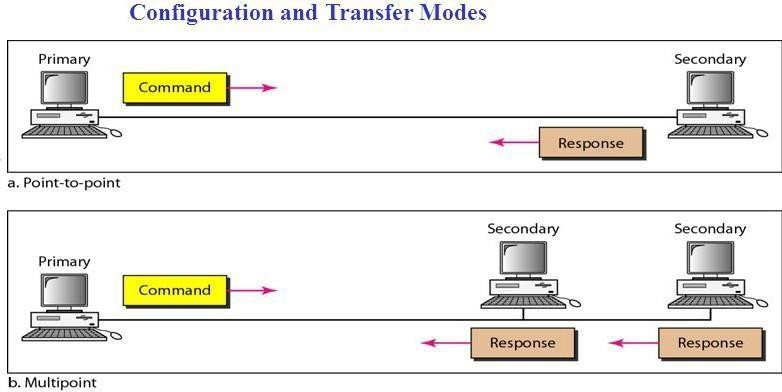 Configuration and Transfer Modes
Primary
Secondary
Command
Response
a. Point-to-point
Secondary
Secondary
Primary
Command
Response
Response
b. Multipoint